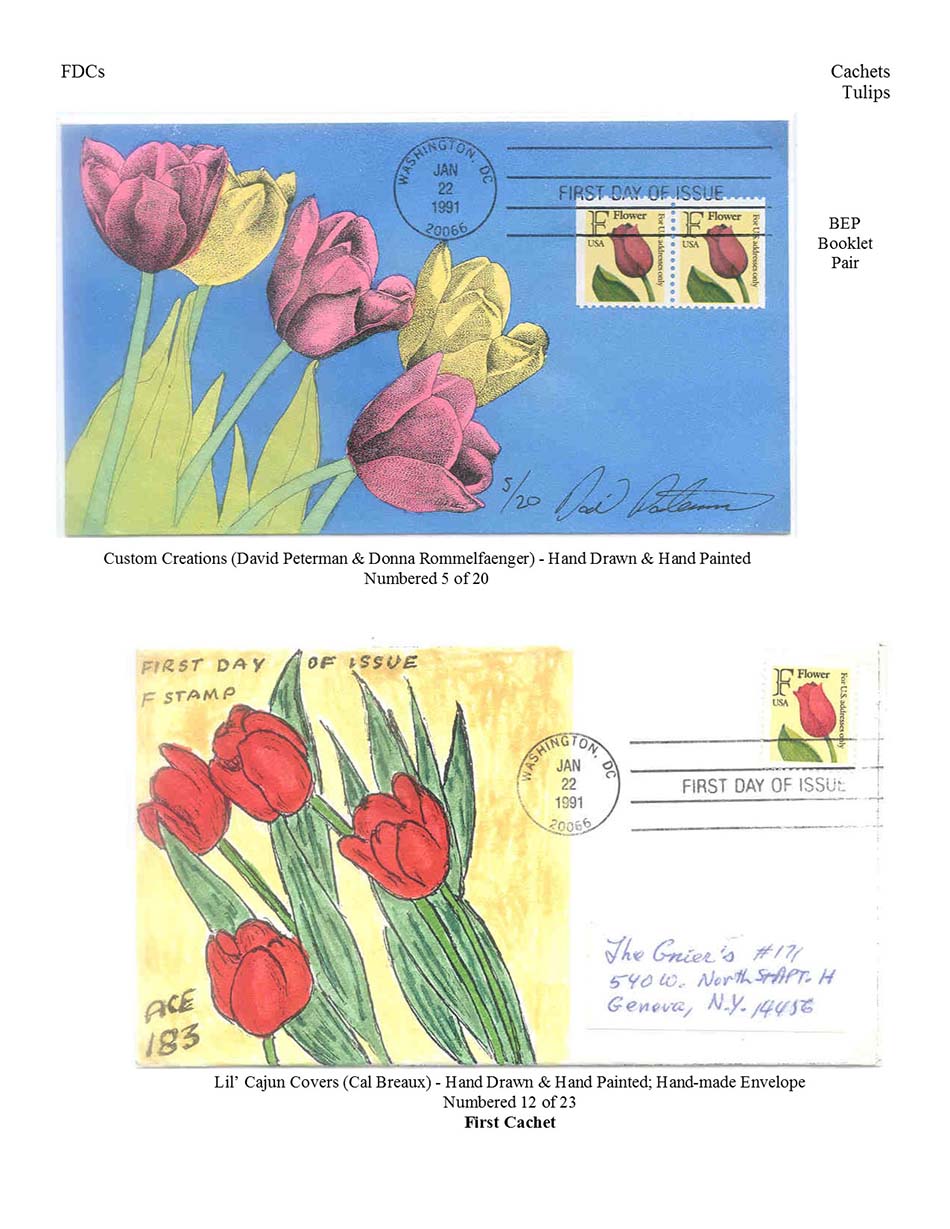 FDCs
Cachets
Tulips
WASHINGTON, DC
JAN
22
1991
20066
FIRST DAY OF ISSUE
F Flower
USA
For U.S. addresses only
F Flower
USA
For U.S. addresses only
BEP
Booklet
Pair
5/20
Custom Creations (David Peterman & Donna Rommelfaenger) - Hand Drawn & Hand Painted
Numbered 5 of 20
FIRST DAY OF ISSUE
F STAMP
F Flower
USA
For U.S. addresses only
WASHINGTON, DC
JAN
22
1991
20066
FIRST DAY OF ISSUE
The Grier's #171
540 W. North St APT. H
Geneva, N.Y. 14456
ACE
183
Lil' Cajun Covers (Cal Breaux) - Hand Drawn & Hand Painted; Hand-made Envelope
Numbered 12 of 23
First Cachet